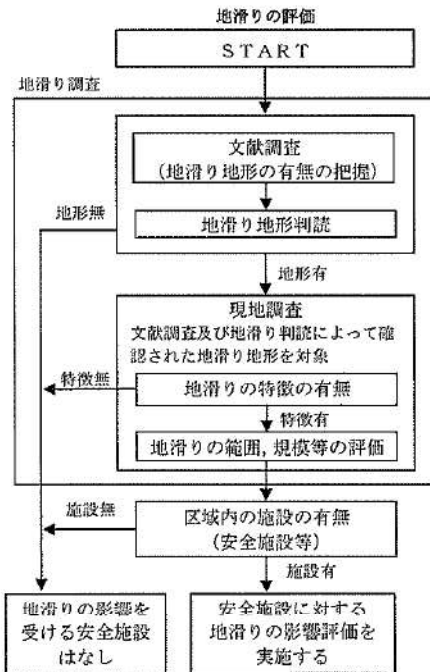 地滑りの評価
START
地滑り調査
文献調査
(地滑り地形の有無の把握)
地形無
地滑り地形判読
地形有
現地調査
文献調査及び地滑り判読によって確
認された地滑り地形を対象
特徴無
地滑りの特徴の有無
特徴有
地滑りの範囲,規模等の評価
施設無
区域内の施設の有無
(安全施設等)
施設有
地滑りの影響を
受ける安全施設
はなし
安全施設に対する
地滑りの影響評価を
実施する